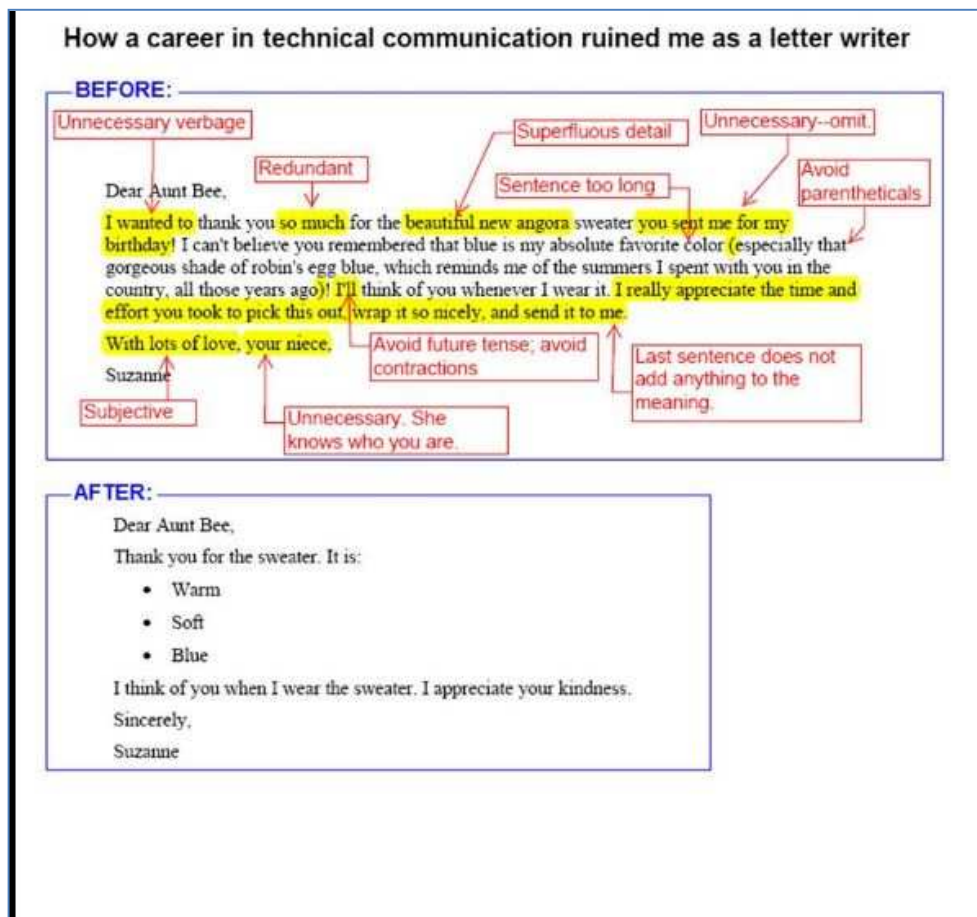 How a career in technical communication ruined me as a letter writer
BEFORE:
Unnecessary verbage
Redundant
Superfluous detail
Unnecessary--omit.
Sentence too long
Avoid
parentheticals
Dear Aunt Bee,
I wanted to thank you so much for the beautiful new angora sweater you sent me for my
birthday! I can't believe you remembered that blue is my absolute favorite color (especially that
gorgeous shade of robin's egg blue, which reminds me of the summers I spent with you in the
country, all those years ago)! I'll think of you whenever I wear it. I really appreciate the time and
effort you took to pick this out, wrap it so nicely, and send it to me.
With lots of love, your niece,
Suzanne
Avoid future tense; avoid
contractions
Last sentence does not
add anything to the
meaning.
Subjective
Unnecessary. She
knows who you are.
AFTER:
Dear Aunt Bee,
Thank you for the sweater. It is:
• Warm
• Soft
• Blue
I think of you when I wear the sweater. I appreciate your kindness.
Sincerely,
Suzanne